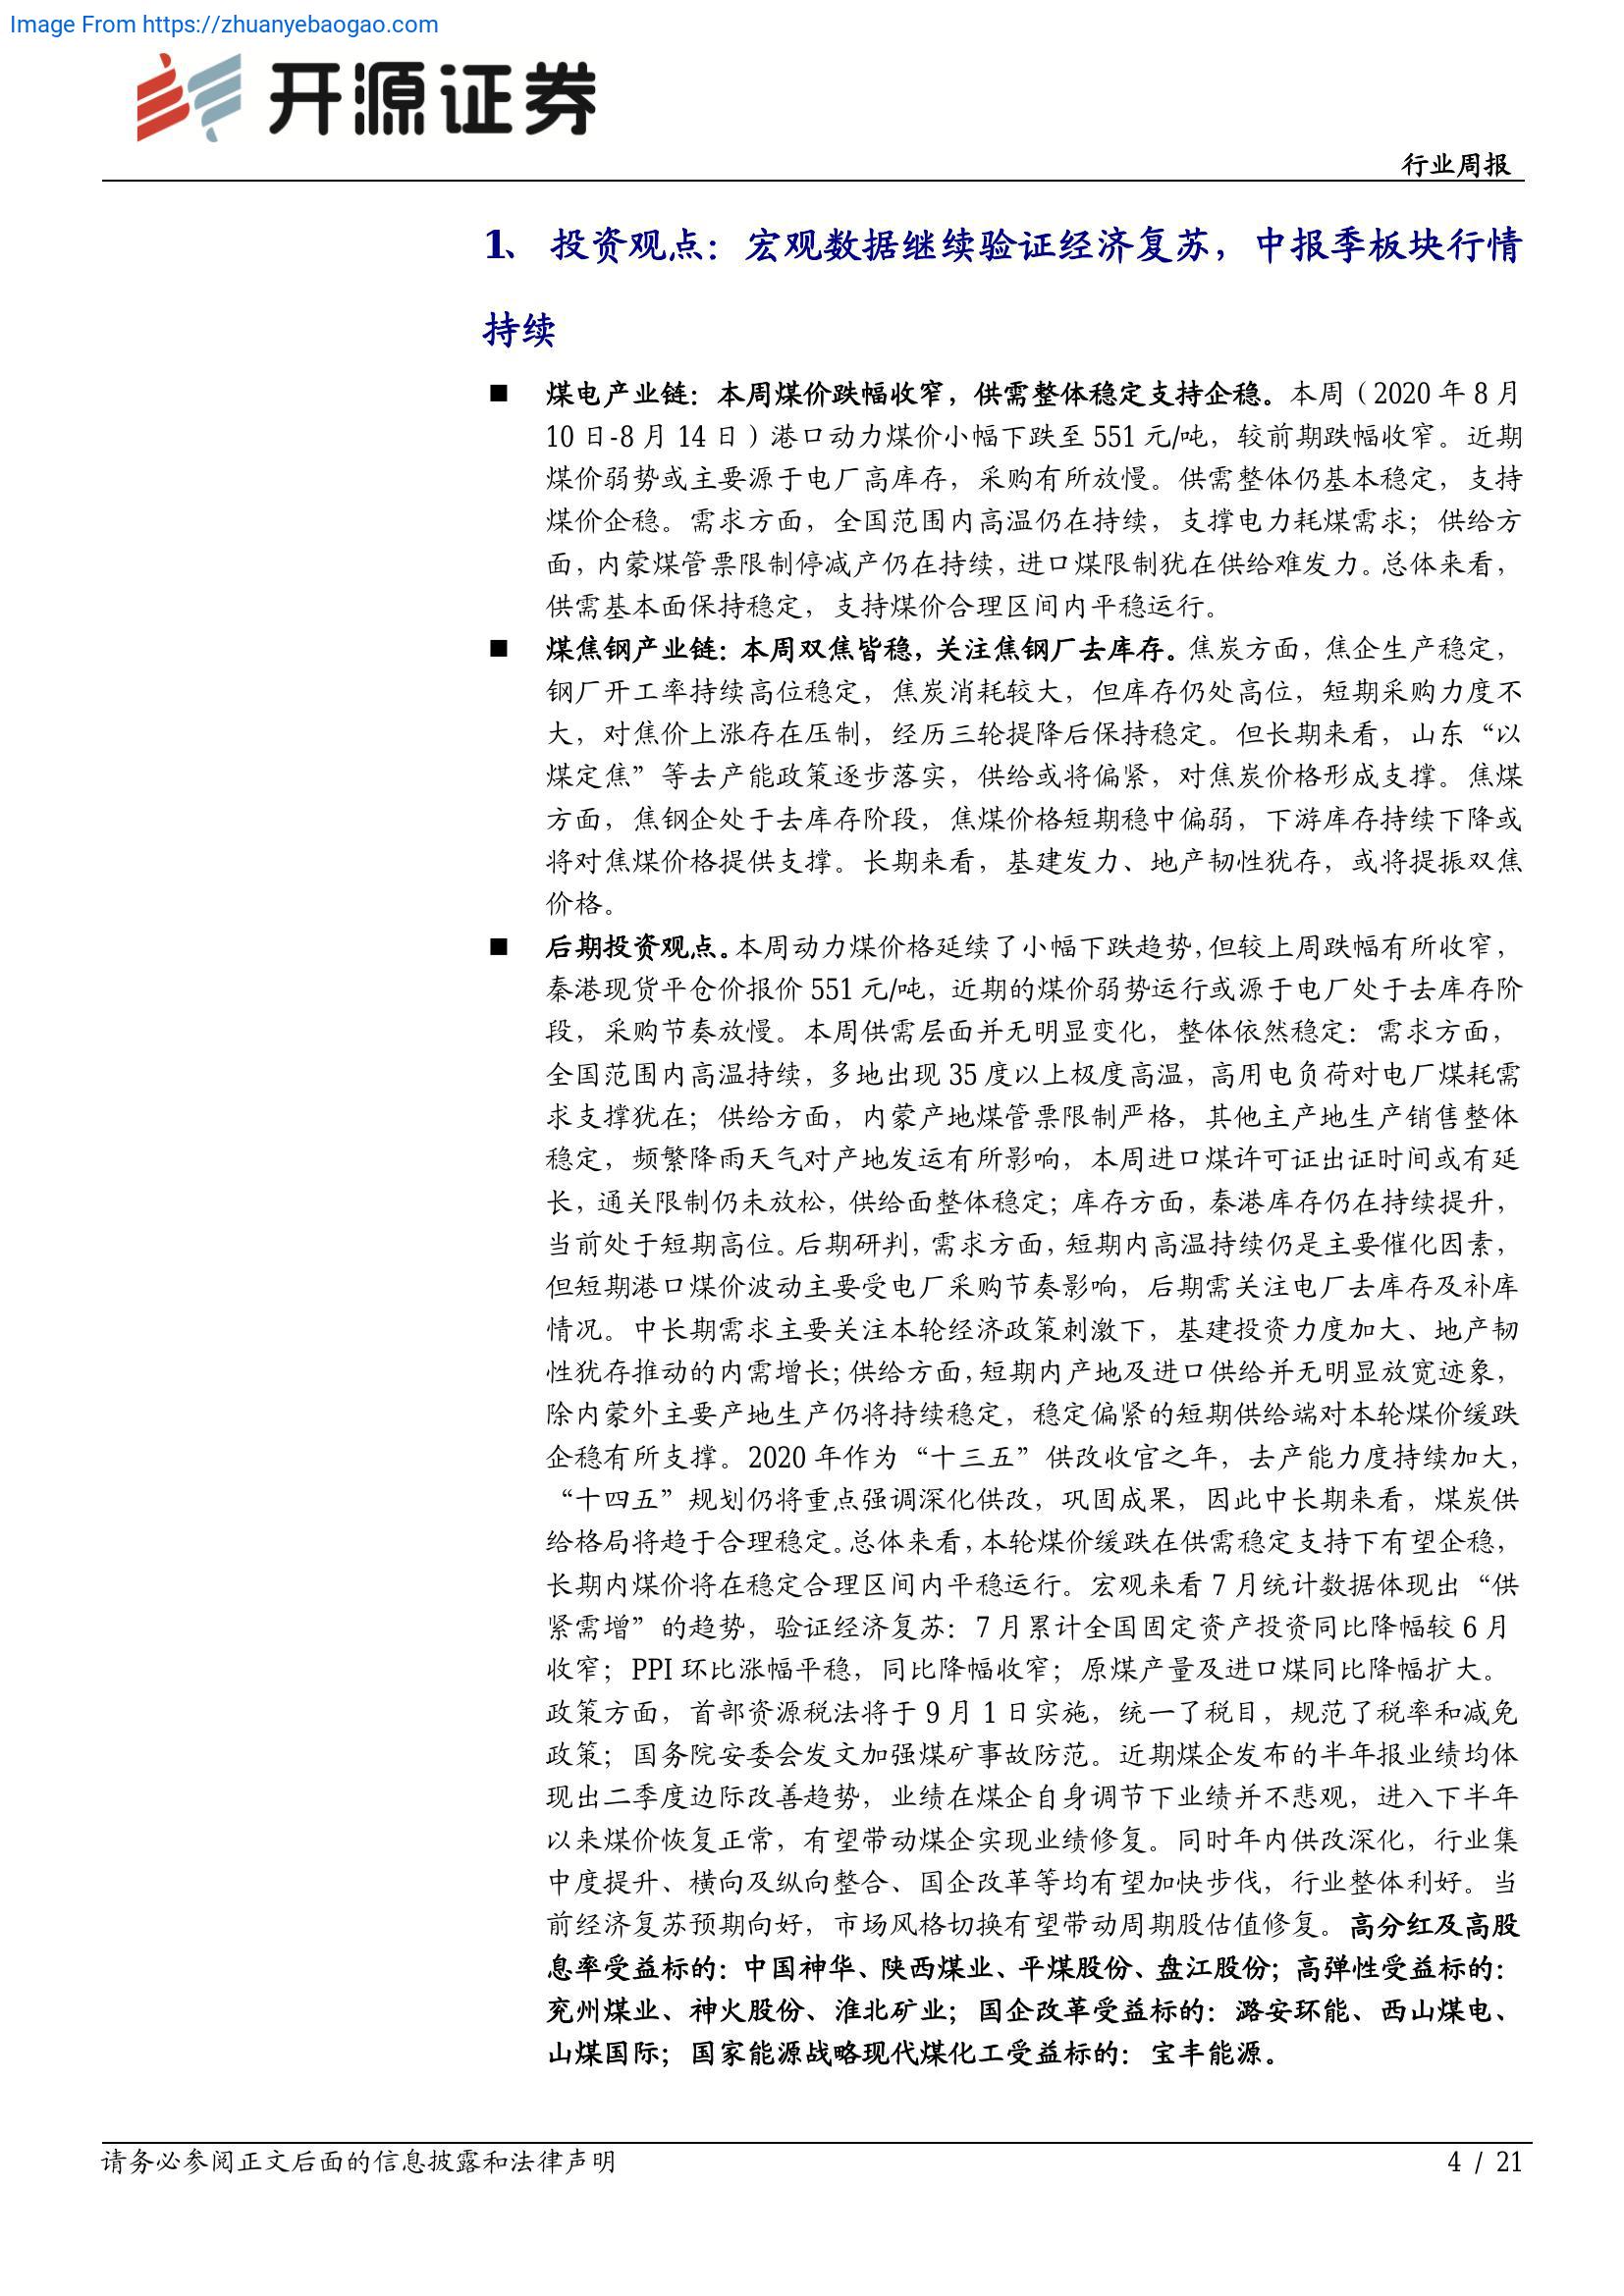 Image From https://zhuanyebaogao.com
开源证券
行业周报
1、 投资观点：宏观数据继续验证经济复苏，中报季板块行情
持续
■ 煤电产业链：本周煤价跌幅收窄，供需整体稳定支持企稳。本周（2020 年 8 月
10 日-8 月 14 日）港口动力煤价小幅下跌至 551 元/吨，较前期跌幅收窄。近期
煤价弱势或主要源于电厂高库存，采购有所放慢。供需整体仍基本稳定，支持
煤价企稳。需求方面，全国范围内高温仍在持续，支撑电力耗煤需求；供给方
面，内蒙煤管票限制停减产仍在持续，进口煤限制犹在供给难发力。总体来看，
供需基本面保持稳定，支持煤价合理区间内平稳运行。
■ 煤焦钢产业链：本周双焦皆稳，关注焦钢厂去库存。焦炭方面，焦企生产稳定，
钢厂开工率持续高位稳定，焦炭消耗较大，但库存仍处高位，短期采购力度不
大，对焦价上涨存在压制，经历三轮提降后保持稳定。但长期来看，山东“以
煤定焦”等去产能政策逐步落实，供给或将偏紧，对焦炭价格形成支撑。焦煤
方面，焦钢企处于去库存阶段，焦煤价格短期稳中偏弱，下游库存持续下降或
将对焦煤价格提供支撑。长期来看，基建发力、地产韧性犹存，或将提振双焦
价格。
■ 后期投资观点。本周动力煤价格延续了小幅下跌趋势，但较上周跌幅有所收窄，
秦港现货平仓价报价 551 元/吨，近期的煤价弱势运行或源于电厂处于去库存阶
段，采购节奏放慢。本周供需层面并无明显变化，整体依然稳定：需求方面，
全国范围内高温持续，多地出现 35 度以上极度高温，高用电负荷对电厂煤耗需
求支撑犹在；供给方面，内蒙产地煤管票限制严格，其他主产地生产销售整体
稳定，频繁降雨天气对产地发运有所影响，本周进口煤许可证出证时间或有延
长，通关限制仍未放松，供给面整体稳定；库存方面，秦港库存仍在持续提升，
当前处于短期高位。后期研判，需求方面，短期内高温持续仍是主要催化因素，
但短期港口煤价波动主要受电厂采购节奏影响，后期需关注电厂去库存及补库
情况。中长期需求主要关注本轮经济政策刺激下，基建投资力度加大、地产韧
性犹存推动的内需增长；供给方面，短期内产地及进口供给并无明显放宽迹象，
除内蒙外主要产地生产仍将持续稳定，稳定偏紧的短期供给端对本轮煤价缓跌
企稳有所支撑。2020 年作为“十三五”供改收官之年，去产能力度持续加大，
“十四五”规划仍将重点强调深化供改，巩固成果，因此中长期来看，煤炭供
给格局将趋于合理稳定。总体来看，本轮煤价缓跌在供需稳定支持下有望企稳，
长期内煤价将在稳定合理区间内平稳运行。宏观来看 7 月统计数据体现出“供
紧需增”的趋势，验证经济复苏：7 月累计全国固定资产投资同比降幅较 6 月
收窄；PPI 环比涨幅平稳，同比降幅收窄；原煤产量及进口煤同比降幅扩大。
政策方面，首部资源税法将于 9 月 1 日实施，统一了税目，规范了税率和减免
政策；国务院安委会发文加强煤矿事故防范。近期煤企发布的半年报业绩均体
现出二季度边际改善趋势，业绩在煤企自身调节下业绩并不悲观，进入下半年
以来煤价恢复正常，有望带动煤企实现业绩修复。同时年内供改深化，行业集
中度提升、横向及纵向整合、国企改革等均有望加快步伐，行业整体利好。当
前经济复苏预期向好，市场风格切换有望带动周期股估值修复。高分红及高股
息率受益标的：中国神华、陕西煤业、平煤股份、盘江股份；高弹性受益标的：
兖州煤业、神火股份、淮北矿业；国企改革受益标的：潞安环能、西山煤电、
山煤国际；国家能源战略现代煤化工受益标的：宝丰能源。
请务必参阅正文后面的信息披露和法律声明
4 / 21